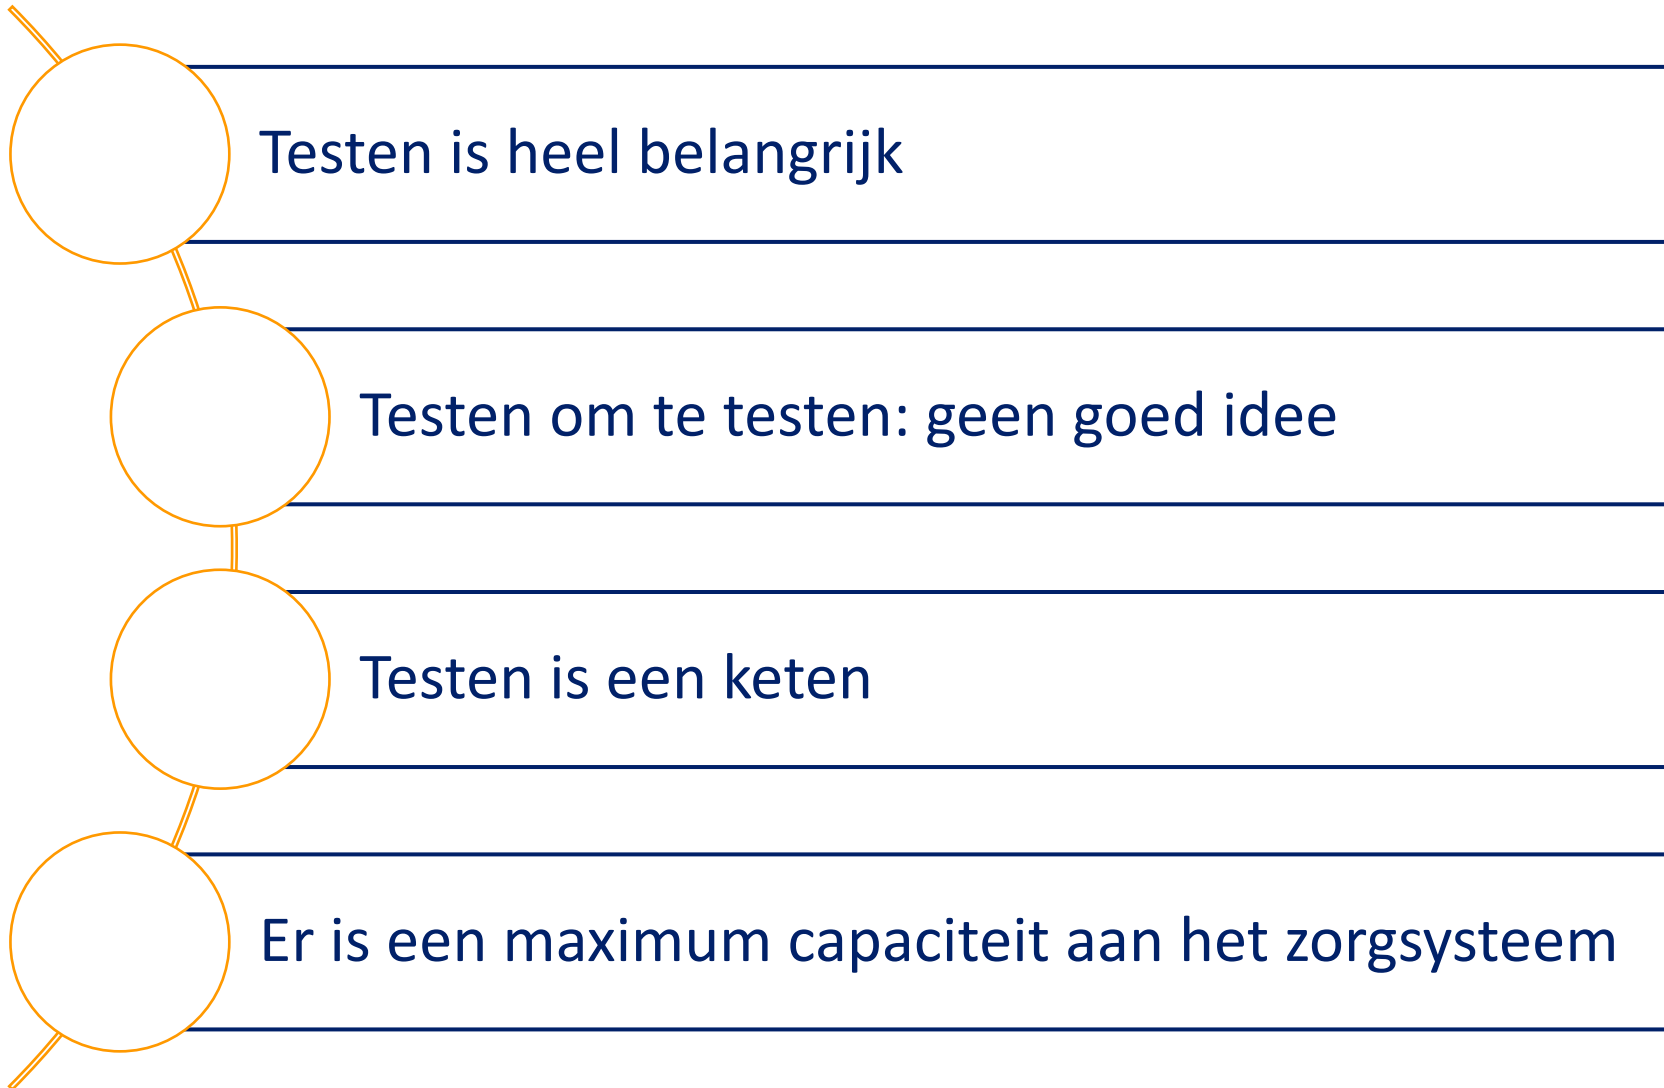 Testen is heel belangrijk
Testen om te testen: geen goed idee
Testen is een keten
Er is een maximum capaciteit aan het zorgsysteem